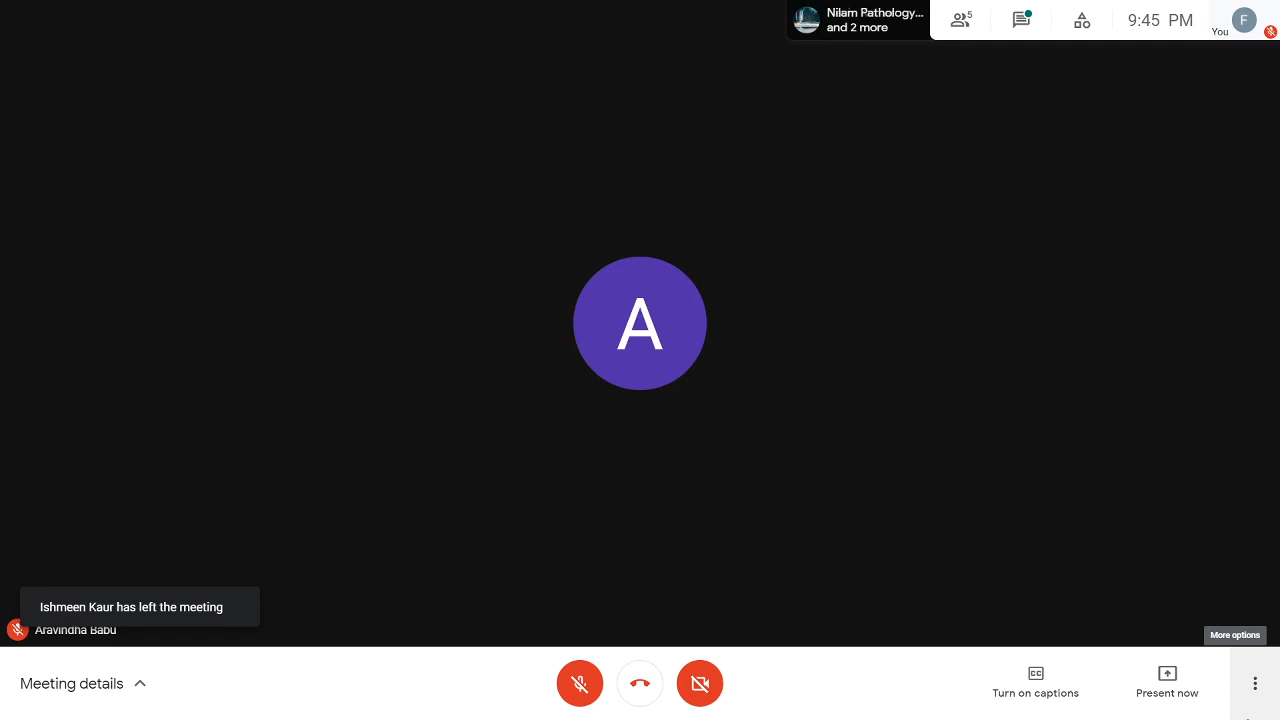 Nilam Pathology...
and 2 more
5
9:45 PM
F
You
A
Ishmeen Kaur has left the meeting
Aravindha Babu
More options
Meeting details
CC
Turn on captions
Present now